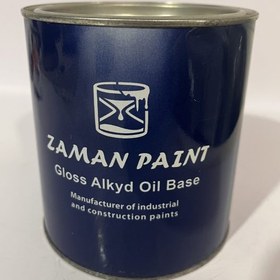 ZAMAN PAINT
Gloss Alkyd Oil Base
Manufacturer of industrial
and construction paints